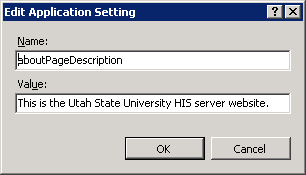 Edit Application Setting
Name:
aboutPageDescription
Value:
This is the Utah State University HIS server website.
OK
Cancel